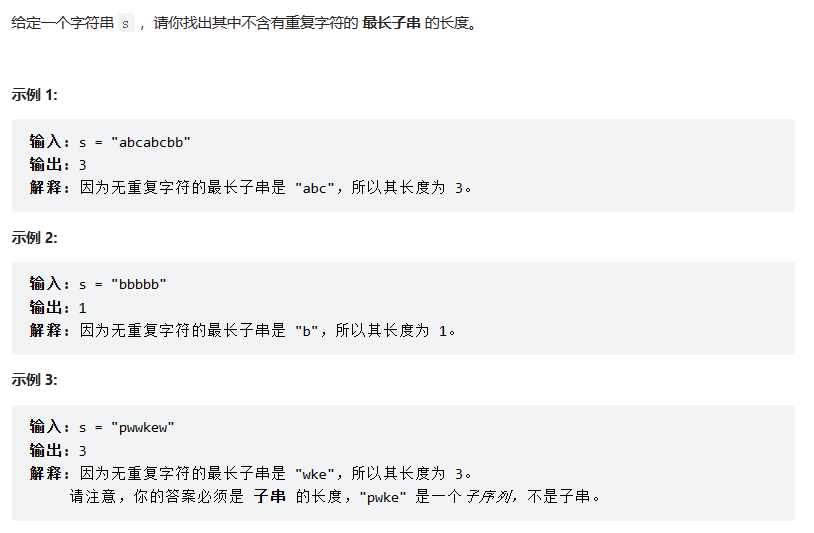 给定一个字符串 s ，请你找出其中不含有重复字符的 最长子串 的长度。
示例 1:
输入: s = "abcabcbb"
输出: 3
解释: 因为无重复字符的最长子串是 "abc"，所以其长度为 3。
示例 2:
输入: s = "bbbbb"
输出: 1
解释: 因为无重复字符的最长子串是 "b"，所以其长度为 1。
示例 3:
输入: s = "pwwkew"
输出: 3
解释: 因为无重复字符的最长子串是 "wke"，所以其长度为 3。
请注意，你的答案必须是 子串 的长度，"pwke" 是一个子序列，不是子串。